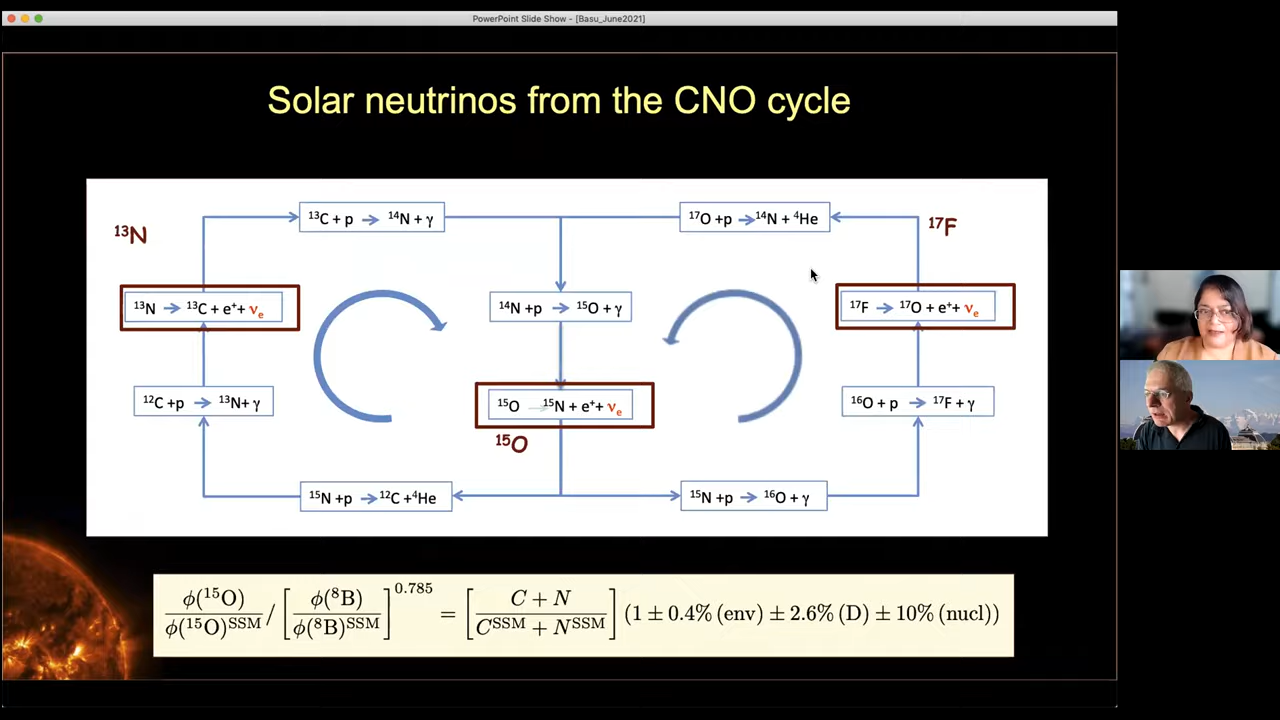 PowerPoint Slide Show - [Basu_June2021]
Solar neutrinos from the CNO cycle
¹³C + p → ¹⁴N + γ
¹⁷O +p → ¹⁴N + ⁴He
¹³N
¹⁷F
¹³N → ¹³C + e⁺+ νₑ
¹⁴N +p → ¹⁵O + γ
¹⁷F → ¹⁷O + e⁺+ νₑ
¹²C +p → ¹³N+ γ
¹⁵O → ¹⁵N + e⁺+ νₑ
¹⁶O + p → ¹⁷F + γ
¹⁵O
¹⁵N +p → ¹²C +⁴He
¹⁵N +p → ¹⁶O + γ
ϕ(¹⁵O) / ϕ(¹⁵O)^SSM / [ϕ(⁸B) / ϕ(⁸B)^SSM]^0.785 = [C + N / C^SSM + N^SSM] (1 ± 0.4% (env) ± 2.6% (D) ± 10% (nucl))